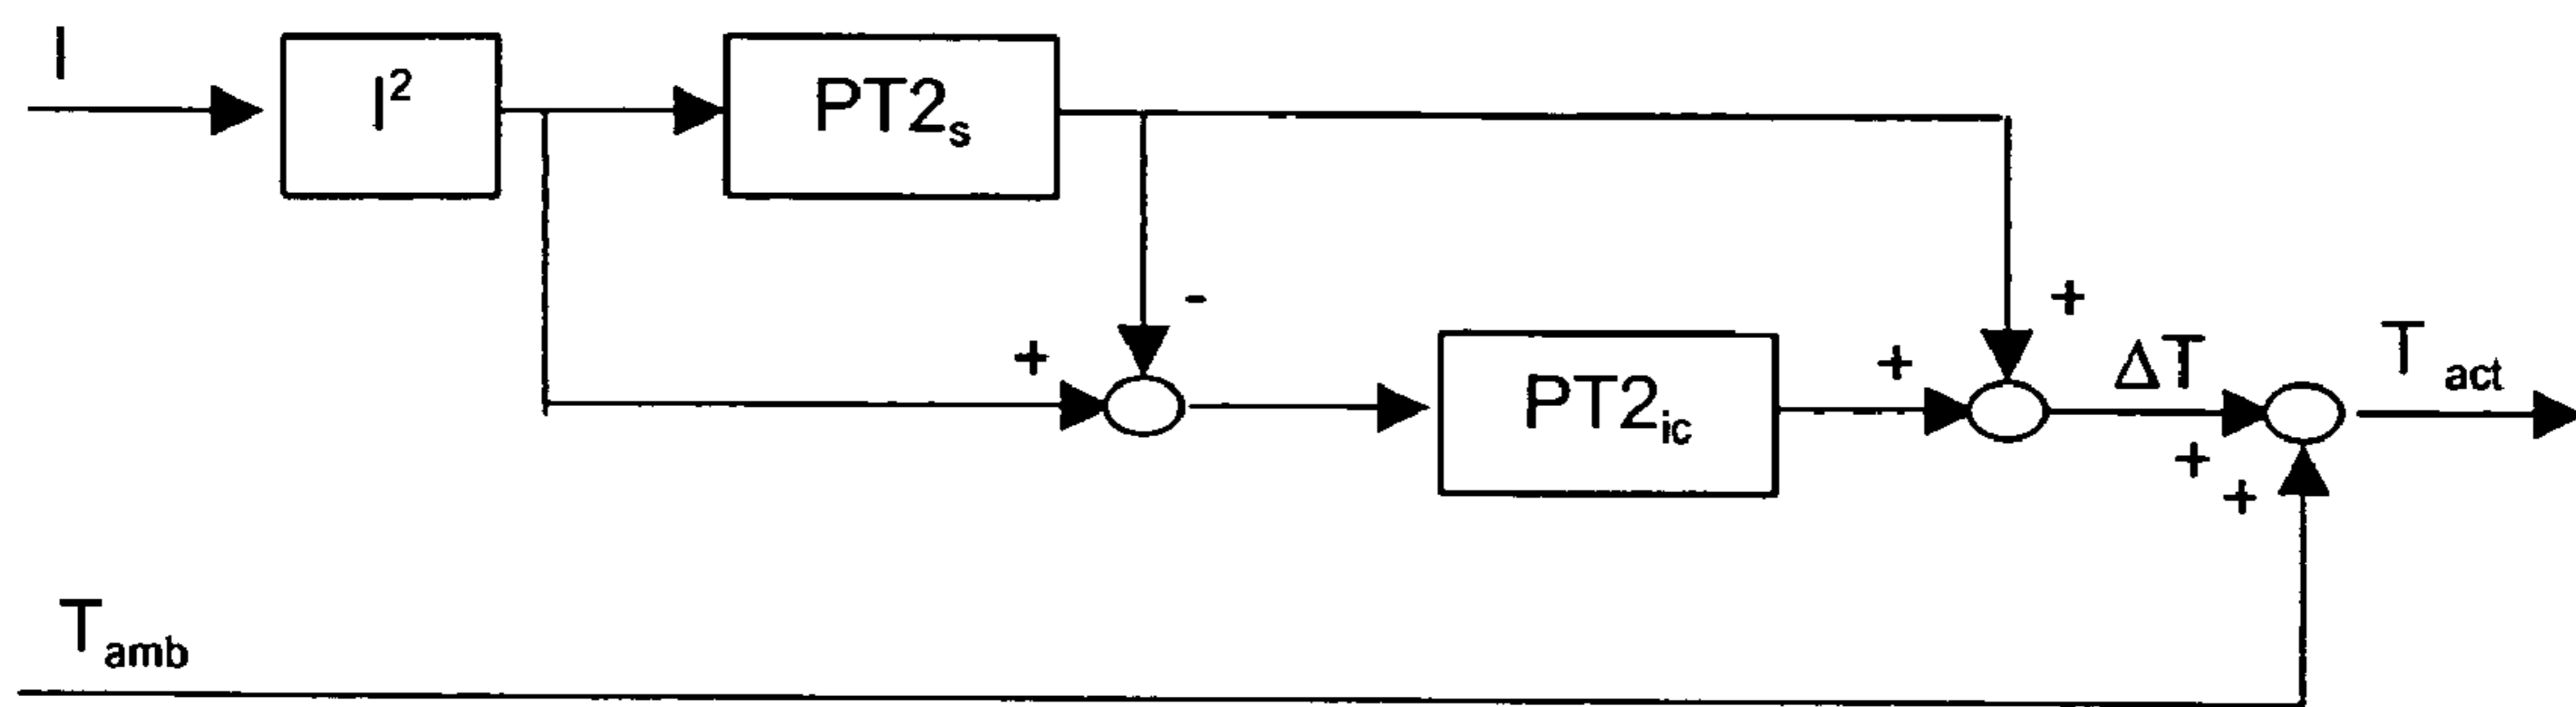 I
I²
PT2s
-
+
+
+
PT2ic
ΔT
T act
+
+
Tamb